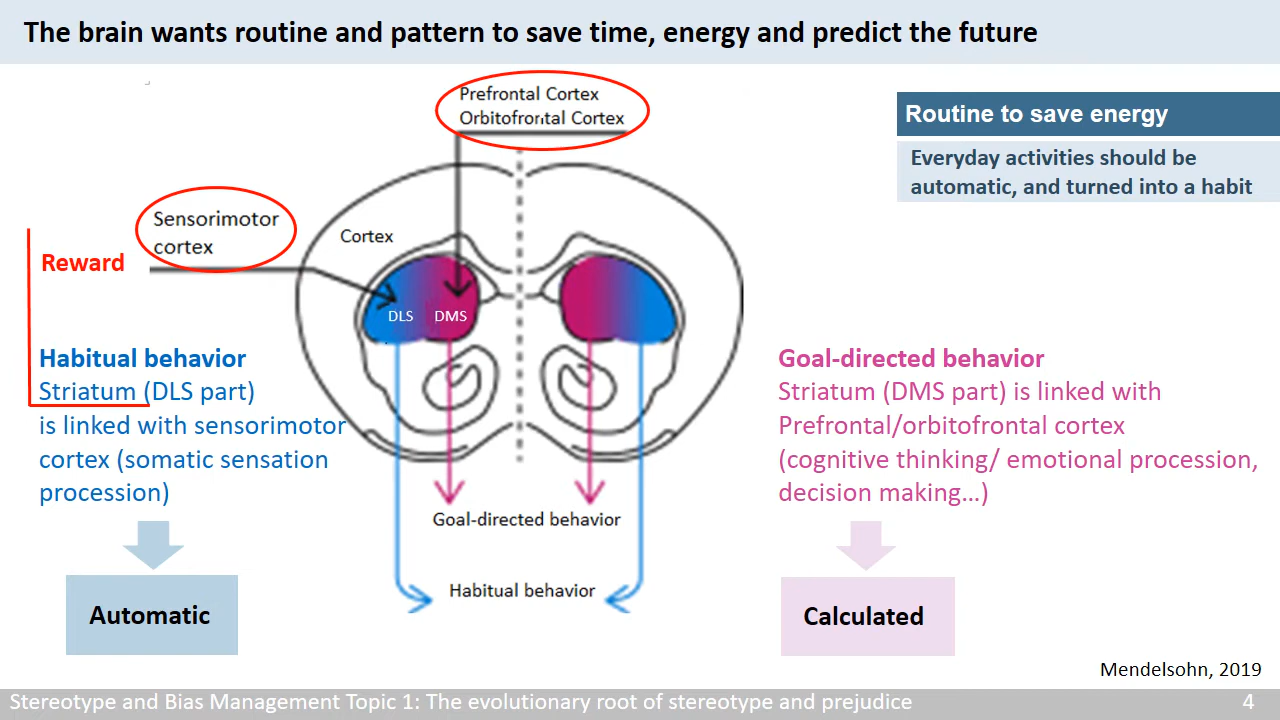 The brain wants routine and pattern to save time, energy and predict the future
Prefrontal Cortex
Orbitofrontal Cortex
Routine to save energy
Everyday activities should be
automatic, and turned into a habit
Sensorimotor
cortex
Cortex
Reward
DLS
DMS
Habitual behavior
Striatum (DLS part)
is linked with sensorimotor
cortex (somatic sensation
procession)
Goal-directed behavior
Striatum (DMS part) is linked with
Prefrontal/orbitofrontal cortex
(cognitive thinking/ emotional procession,
decision making…)
Goal-directed behavior
Habitual behavior
Automatic
Calculated
Mendelsohn, 2019
Stereotype and Bias Management Topic 1: The evolutionary root of stereotype and prejudice
4